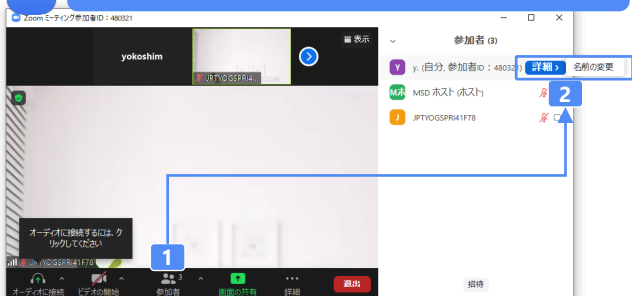 Zoom ミーティング参加者ID：480321
表示
参加者 (3)
yokoshim
JPTYOGSPRI4...
Y y. (自分, 参加者ID：480321) 詳細 > 名前の変更
Mホ MSD ホスト (ホスト)
2
J JPTYOGSPRI41F78
オーディオに接続するには、ク
リックしてください
1
JPTYOGSPRI41F78
3
オーディオに接続 ビデオの開始 参加者 画面の共有 詳細 退出
招待